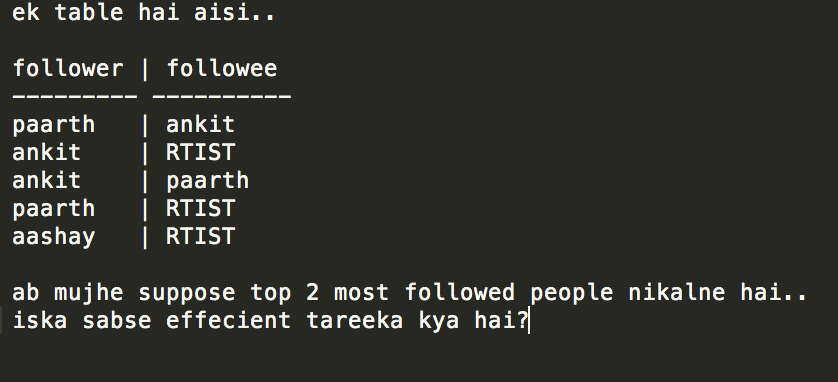 ek table hai aisi..
follower | followee
--------- ----------
paarth | ankit
ankit | RTIST
ankit | paarth
paarth | RTIST
aashay | RTIST
ab mujhe suppose top 2 most followed people nikalne hai..
iska sabse effecient tareeka kya hai?